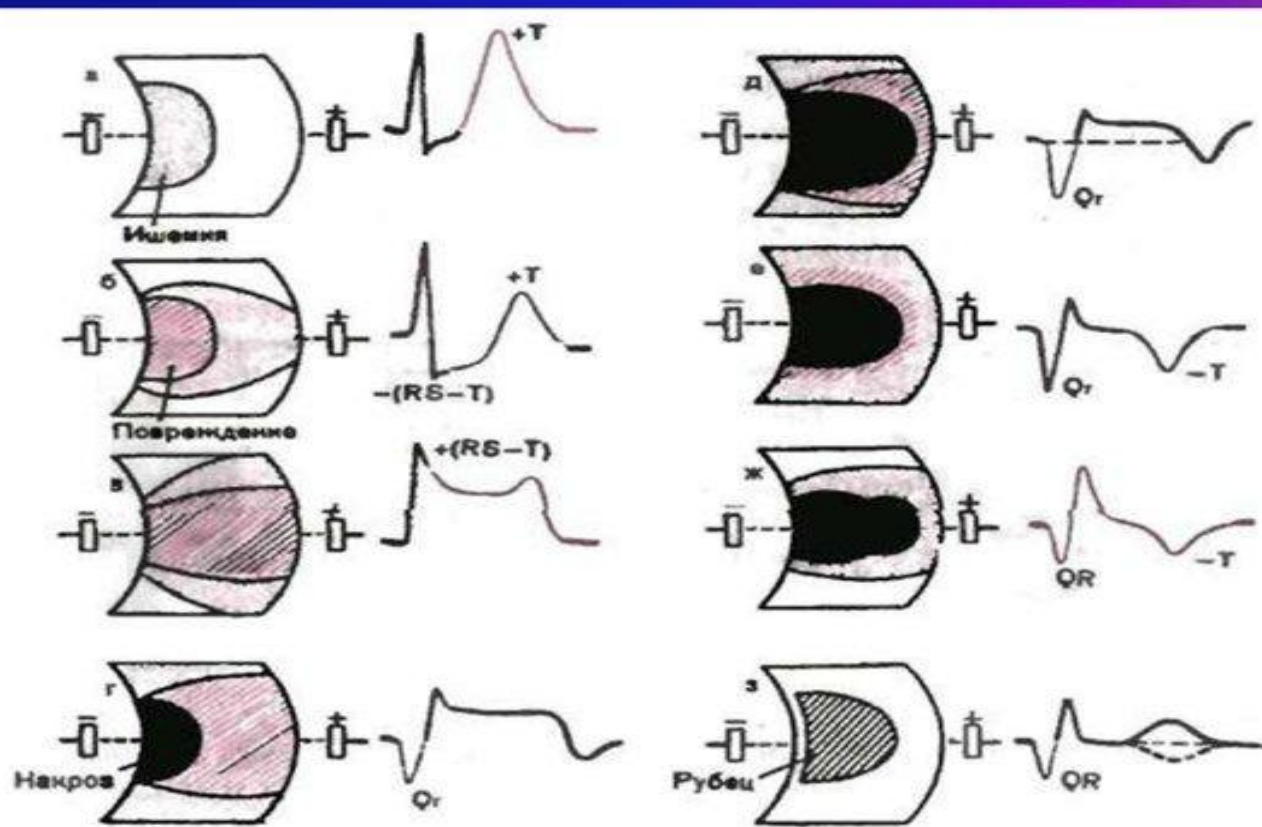 а
+T
Ишемия
б
+T
−(RS−T)
Повреждение
в
+(RS−T)
г
Некроз
Qr
д
Qr
е
Qr
−T
ж
QR
−T
з
Рубец
QR